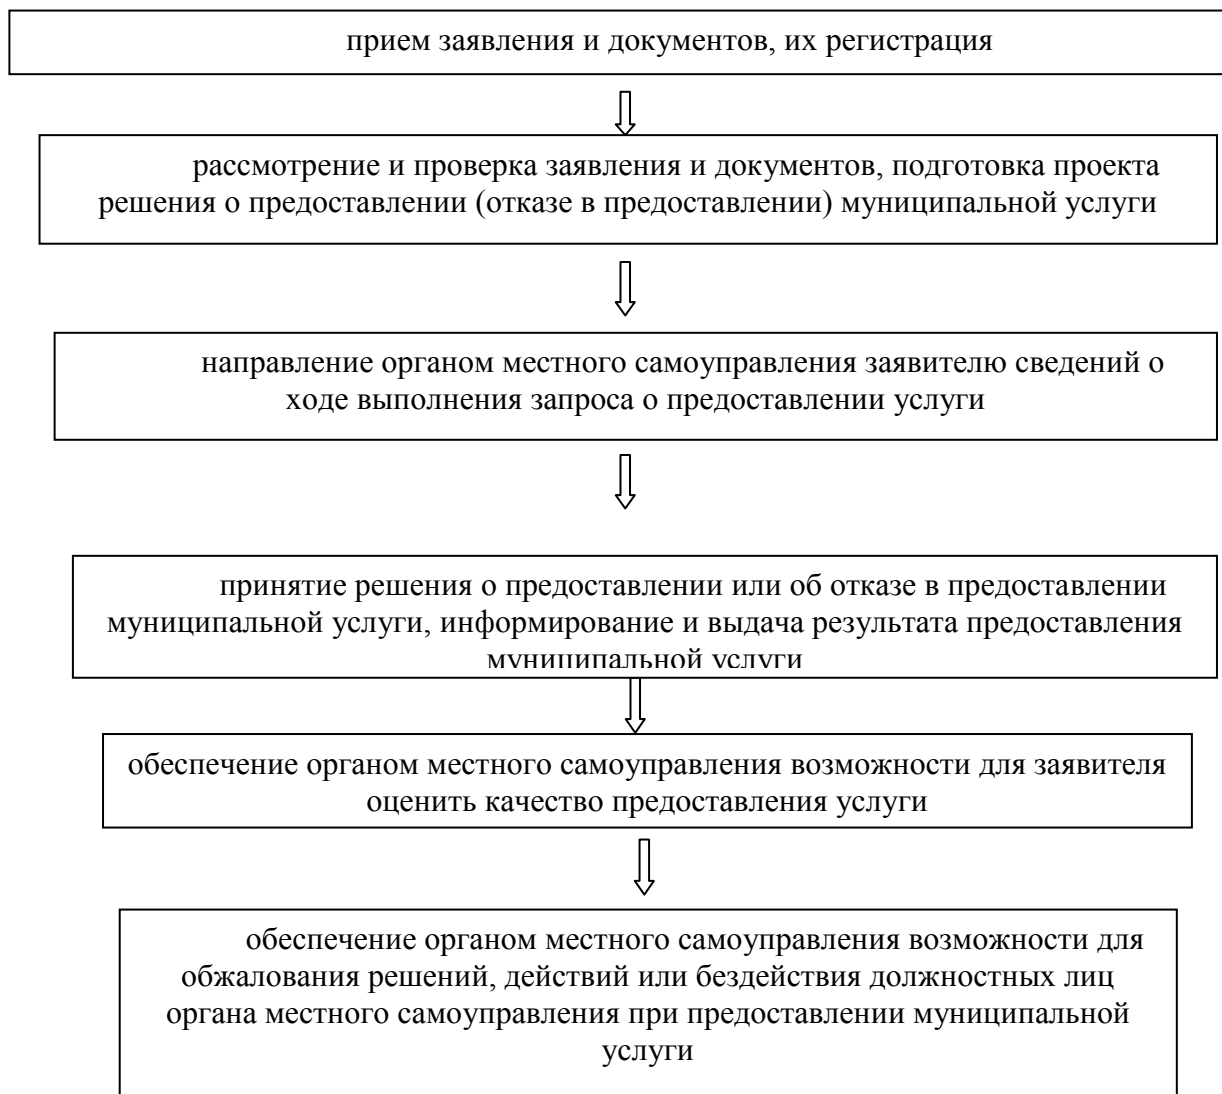 прием заявления и документов, их регистрация
рассмотрение и проверка заявления и документов, подготовка проекта
решения о предоставлении (отказе в предоставлении) муниципальной услуги
направление органом местного самоуправления заявителю сведений о
ходе выполнения запроса о предоставлении услуги
принятие решения о предоставлении или об отказе в предоставлении
муниципальной услуги, информирование и выдача результата предоставления
муниципальной услуги
обеспечение органом местного самоуправления возможности для заявителя
оценить качество предоставления услуги
обеспечение органом местного самоуправления возможности для
обжалования решений, действий или бездействия должностных лиц
органа местного самоуправления при предоставлении муниципальной
услуги